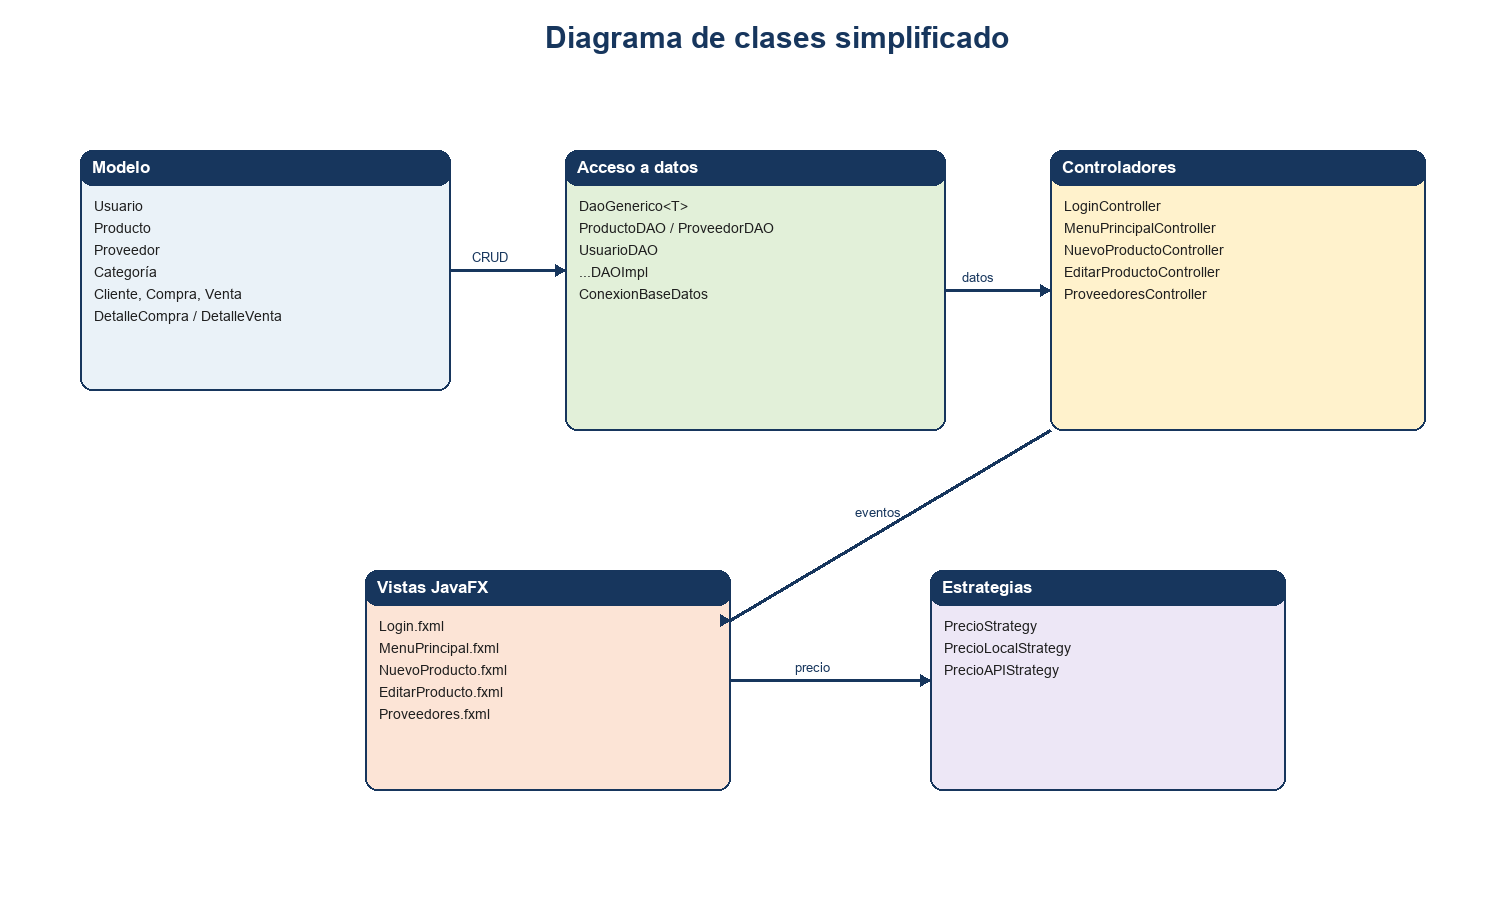 Diagrama de clases simplificado
Modelo
Usuario
Producto
Proveedor
Categoría
Cliente, Compra, Venta
DetalleCompra / DetalleVenta
CRUD
Acceso a datos
DaoGenerico<T>
ProductoDAO / ProveedorDAO
UsuarioDAO
...DAOImpl
ConexionBaseDatos
datos
Controladores
LoginController
MenuPrincipalController
NuevoProductoController
EditarProductoController
ProveedoresController
eventos
Vistas JavaFX
Login.fxml
MenuPrincipal.fxml
NuevoProducto.fxml
EditarProducto.fxml
Proveedores.fxml
precio
Estrategias
PrecioStrategy
PrecioLocalStrategy
PrecioAPIStrategy